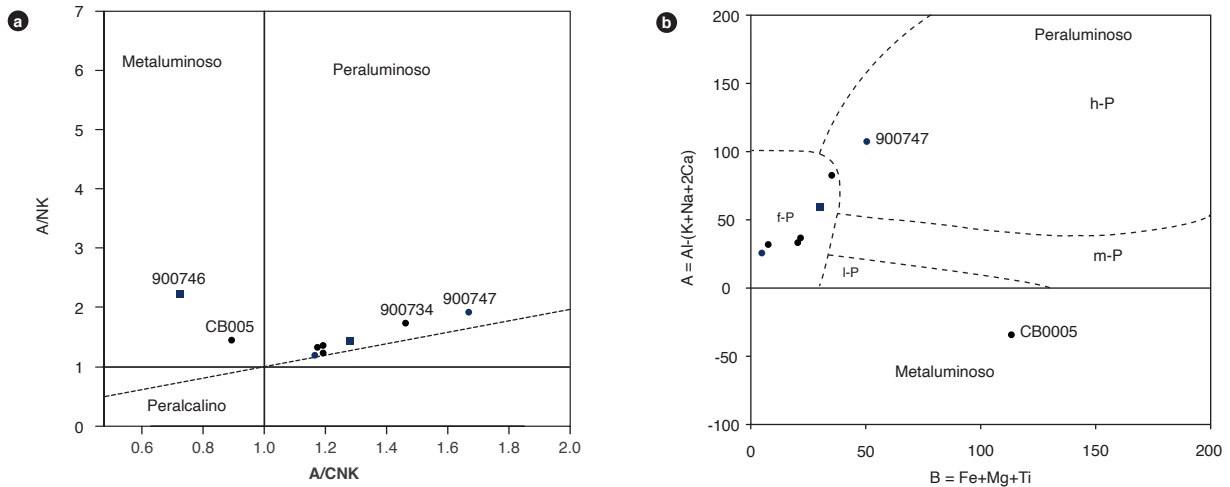 a
7
6
5
4
3
2
1
0
A/NK
Metaluminoso
Peraluminoso
900746
CB005
900734
900747
Peralcalino
0.6
0.8
1.0
1.2
1.4
1.6
1.8
2.0
A/CNK
b
200
150
100
50
0
-50
-100
A = Al-(K+Na+2Ca)
Peraluminoso
h-P
900747
f-P
m-P
l-P
CB0005
Metaluminoso
0
50
100
150
200
B = Fe+Mg+Ti